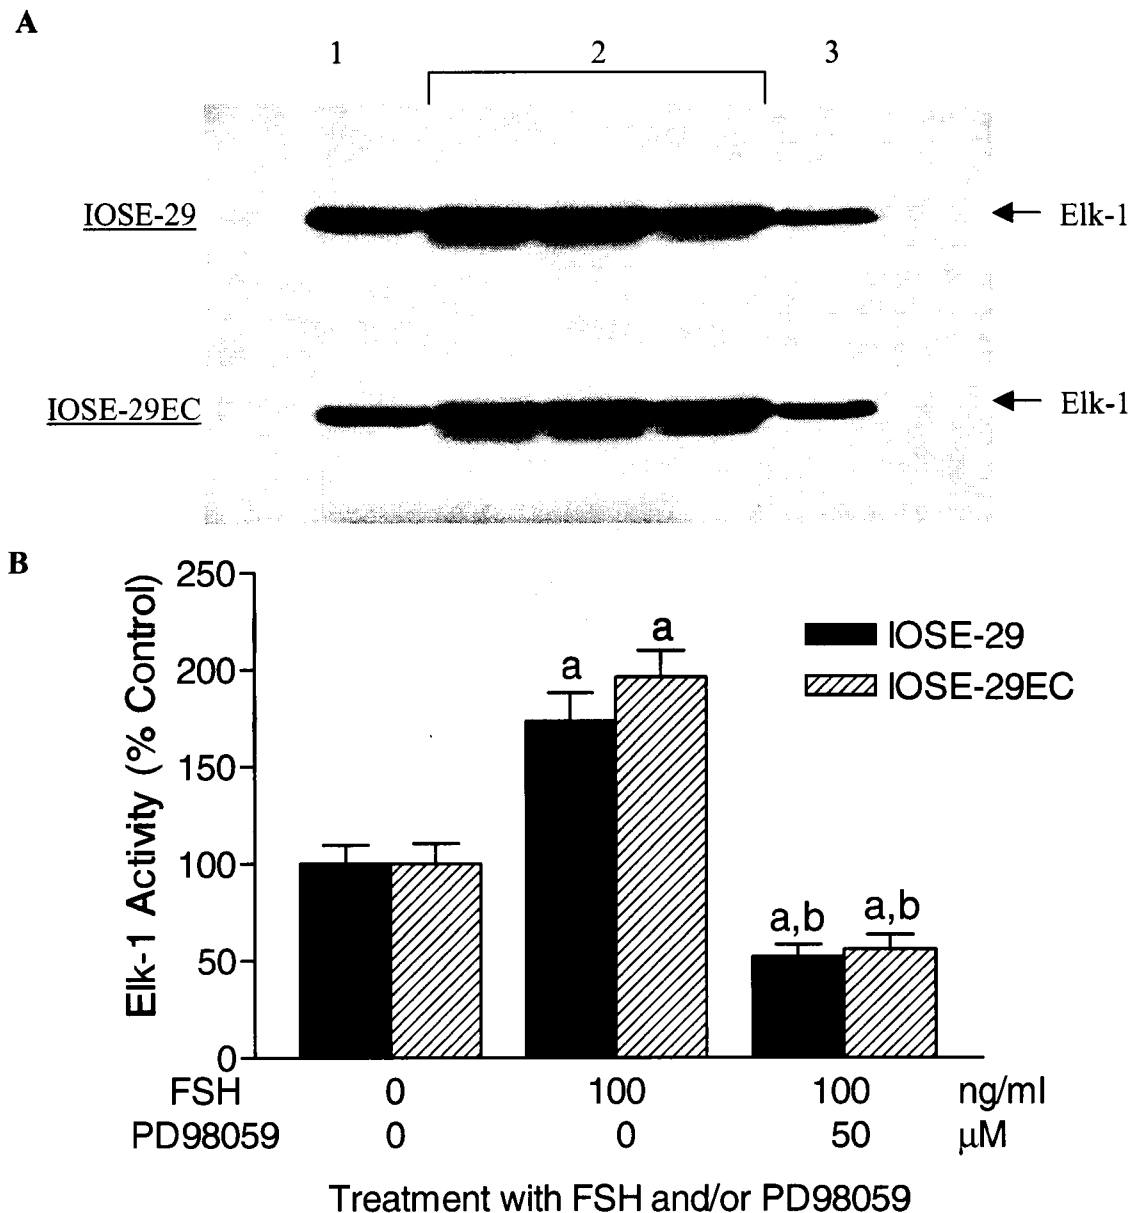 A
1 2 3
IOSE-29 Elk-1
IOSE-29EC Elk-1
B
Elk-1 Activity (% Control)
250
200
150
100
50
0
a a
a,b a,b
IOSE-29
IOSE-29EC
FSH 0 100 100 ng/ml
PD98059 0 0 50 µM
Treatment with FSH and/or PD98059